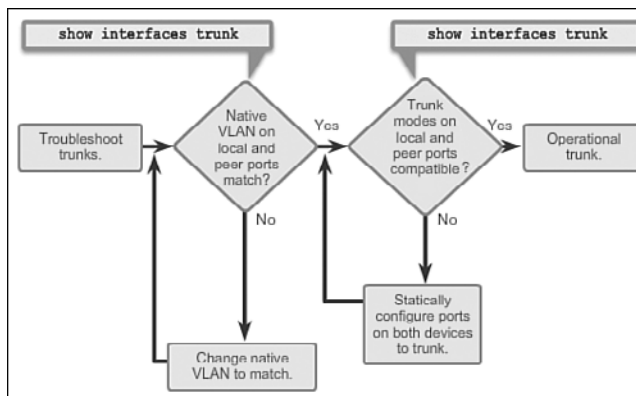 show interfaces trunk
show interfaces trunk
Troubleshoot
trunks.
Native
VLAN on
local and
peer ports
match?
Yes
Trunk
modes on
local and
peer ports
compatible?
Yes
Operational
trunk.
No
No
Change native
VLAN to match.
Statically
configure ports
on both devices
to trunk.